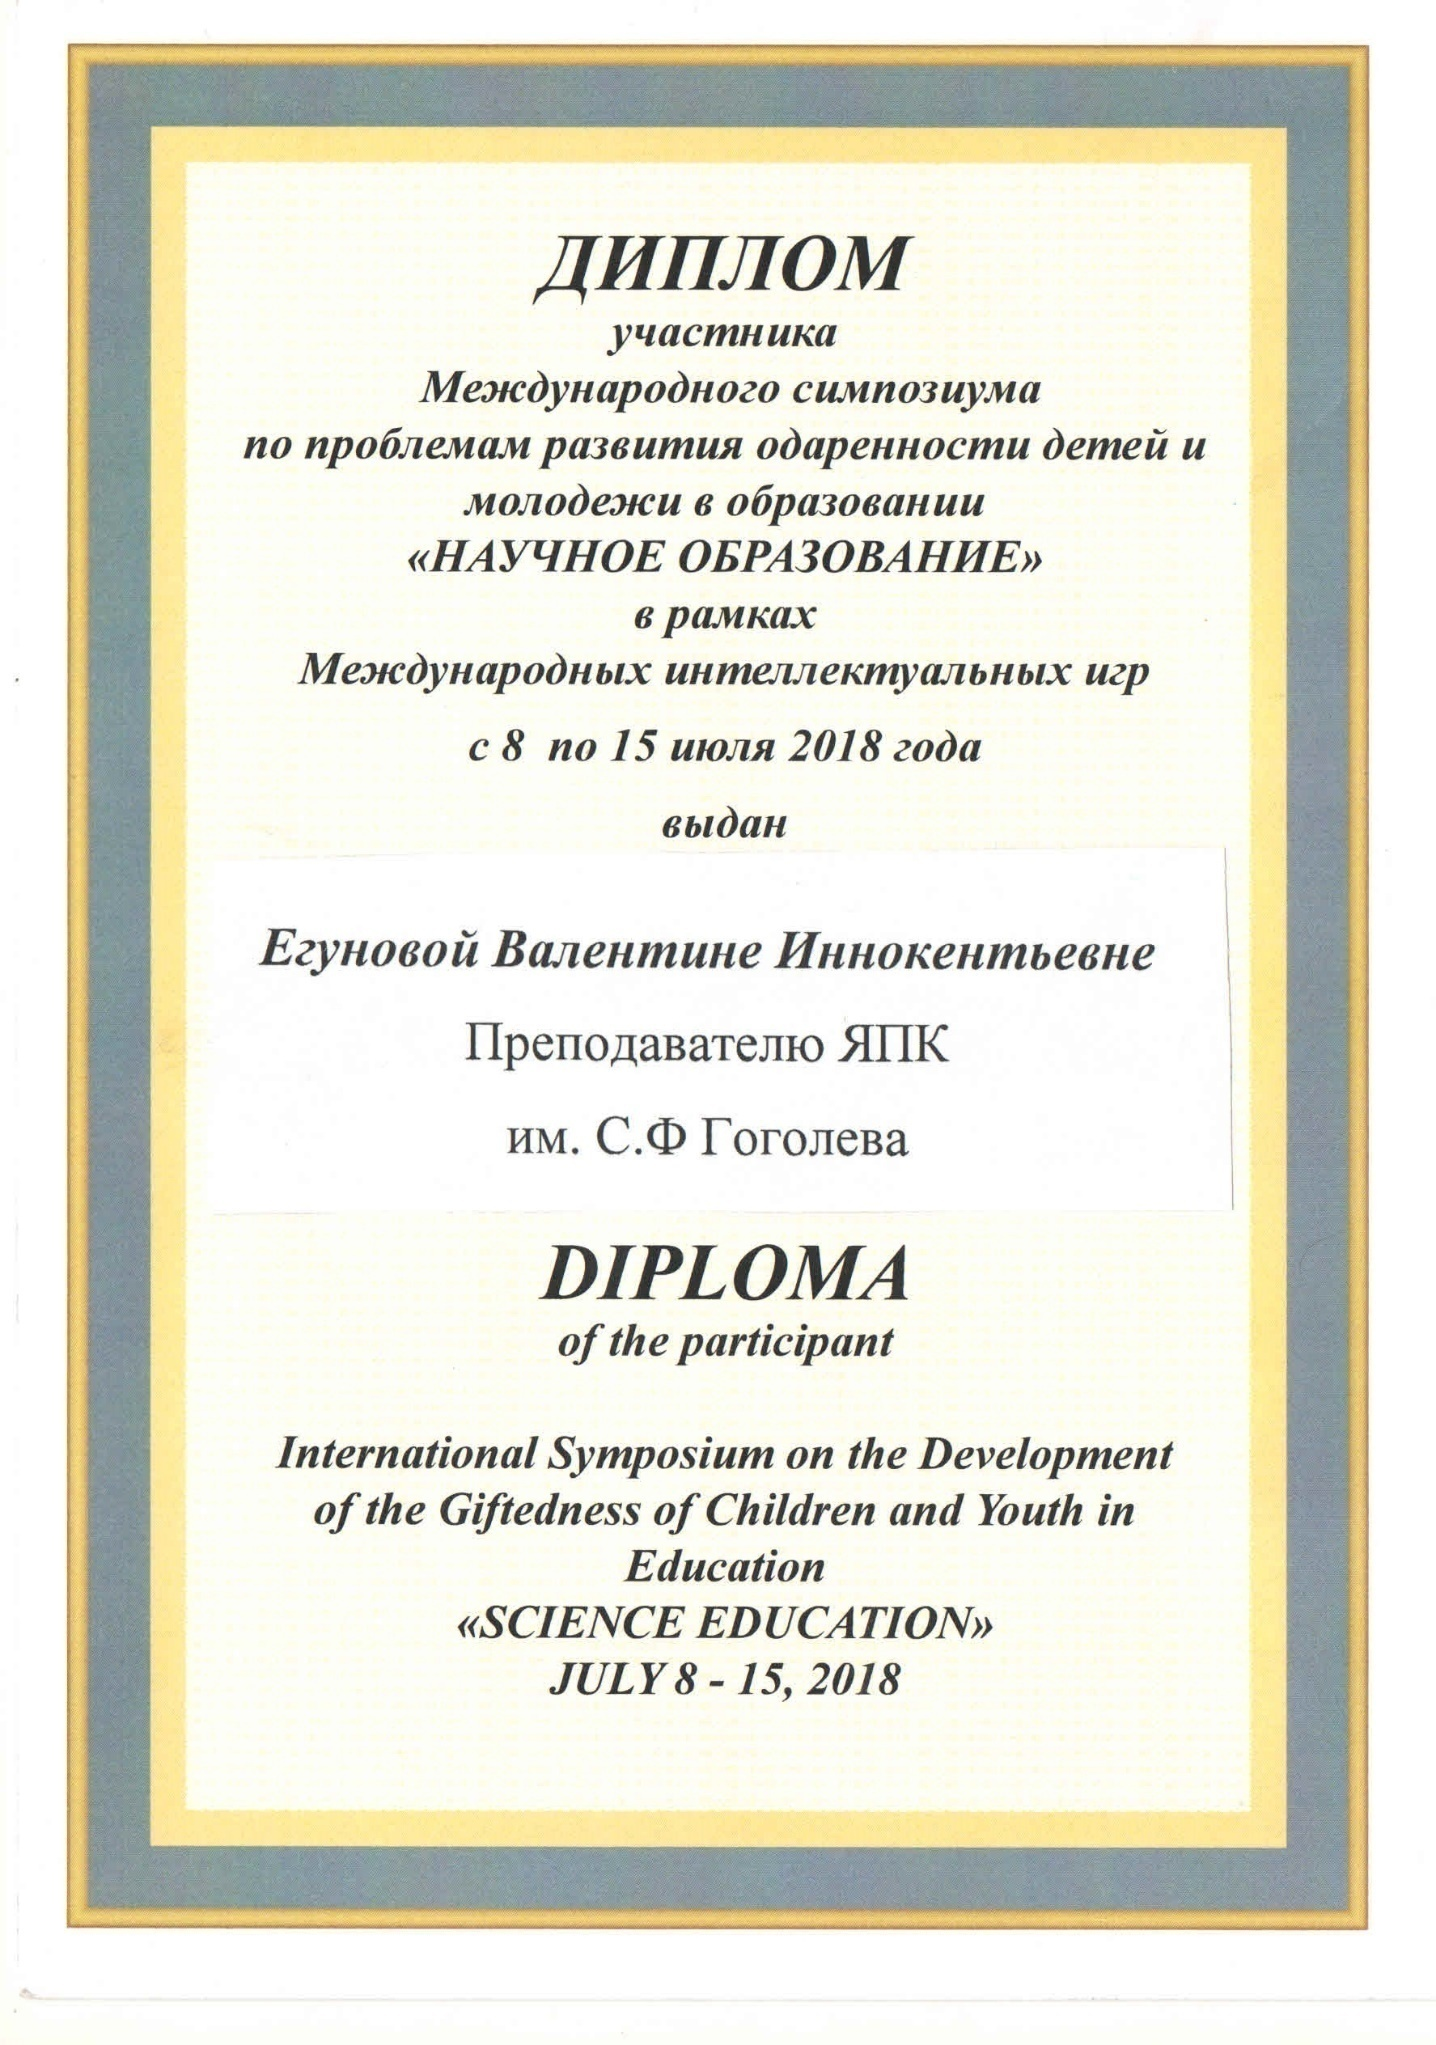 ДИПЛОМ
участника
Международного симпозиума
по проблемам развития одаренности детей и
молодежи в образовании
«НАУЧНОЕ ОБРАЗОВАНИЕ»
в рамках
Международных интеллектуальных игр
с 8 по 15 июля 2018 года
выдан
Егуновой Валентине Иннокентьевне
Преподавателю ЯПК
им. С.Ф Гоголева
DIPLOMA
of the participant
International Symposium on the Development
of the Giftedness of Children and Youth in
Education
«SCIENCE EDUCATION»
JULY 8 - 15, 2018